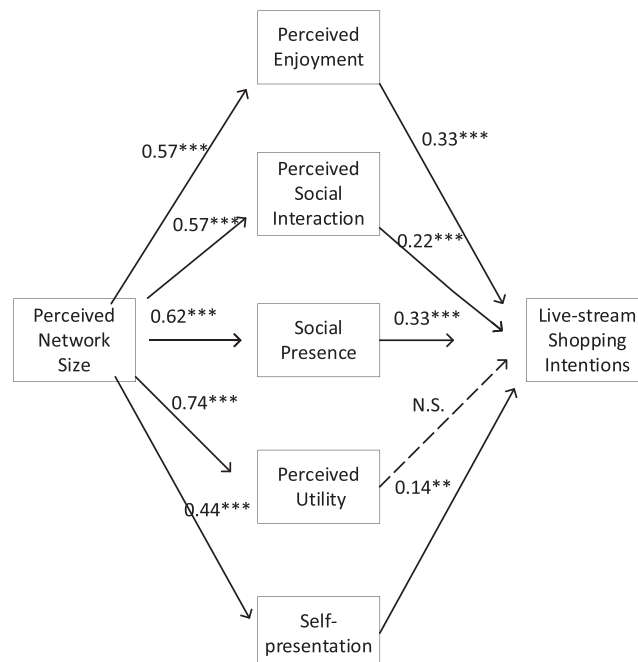 Perceived
Enjoyment
0.57***
0.33***
Perceived
Social
Interaction
0.57***
0.22***
Perceived
Network
Size
0.62***
Social
Presence
0.33***
Live-stream
Shopping
Intentions
0.74***
N.S.
Perceived
Utility
0.44***
0.14**
Self-
presentation